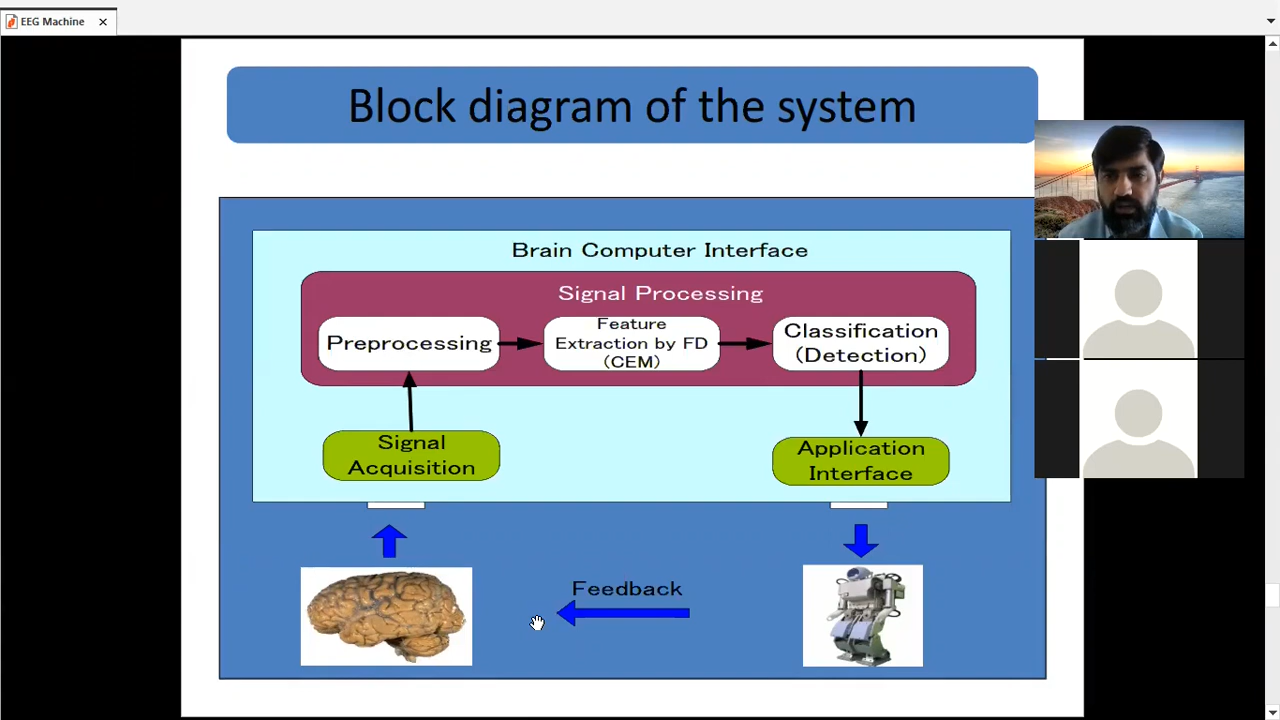 EEG Machine
Block diagram of the system
Brain Computer Interface
Signal Processing
Preprocessing
Feature
Extraction by FD
(CEM)
Classification
(Detection)
Signal
Acquisition
Application
Interface
Feedback